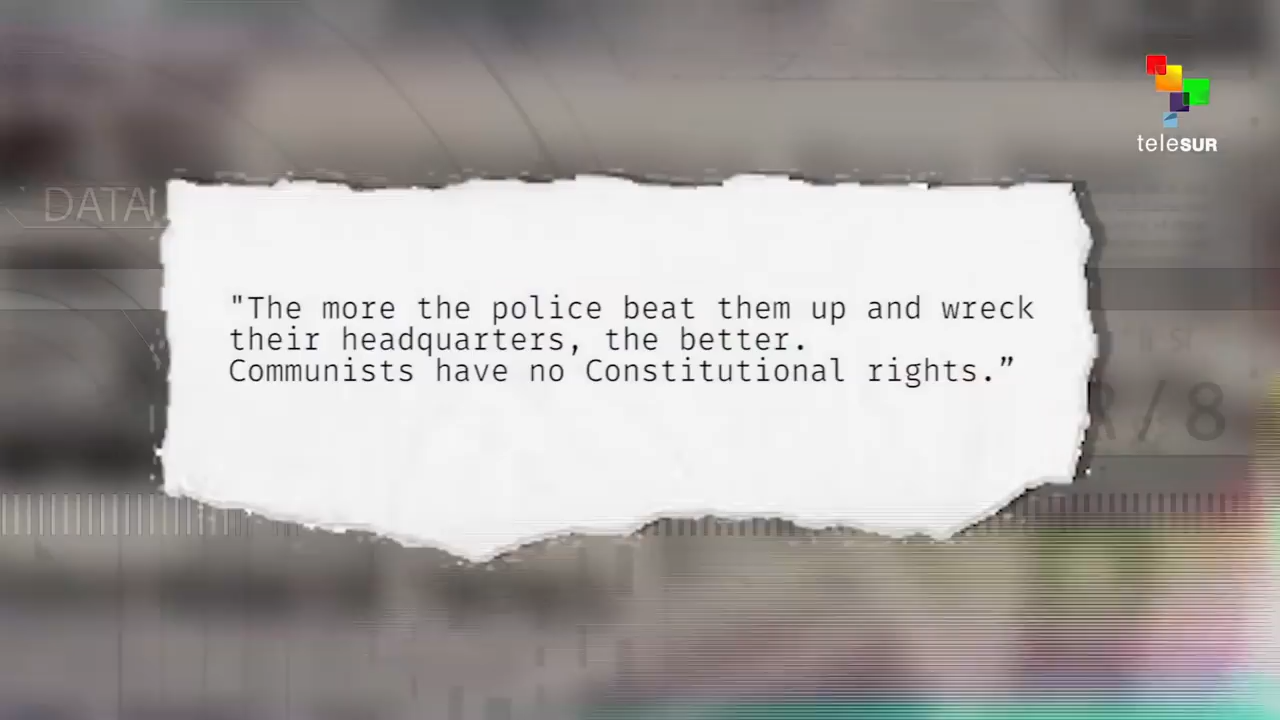 teleSUR
DATA
"The more the police beat them up and wreck
their headquarters, the better.
Communists have no Constitutional rights.”
/8